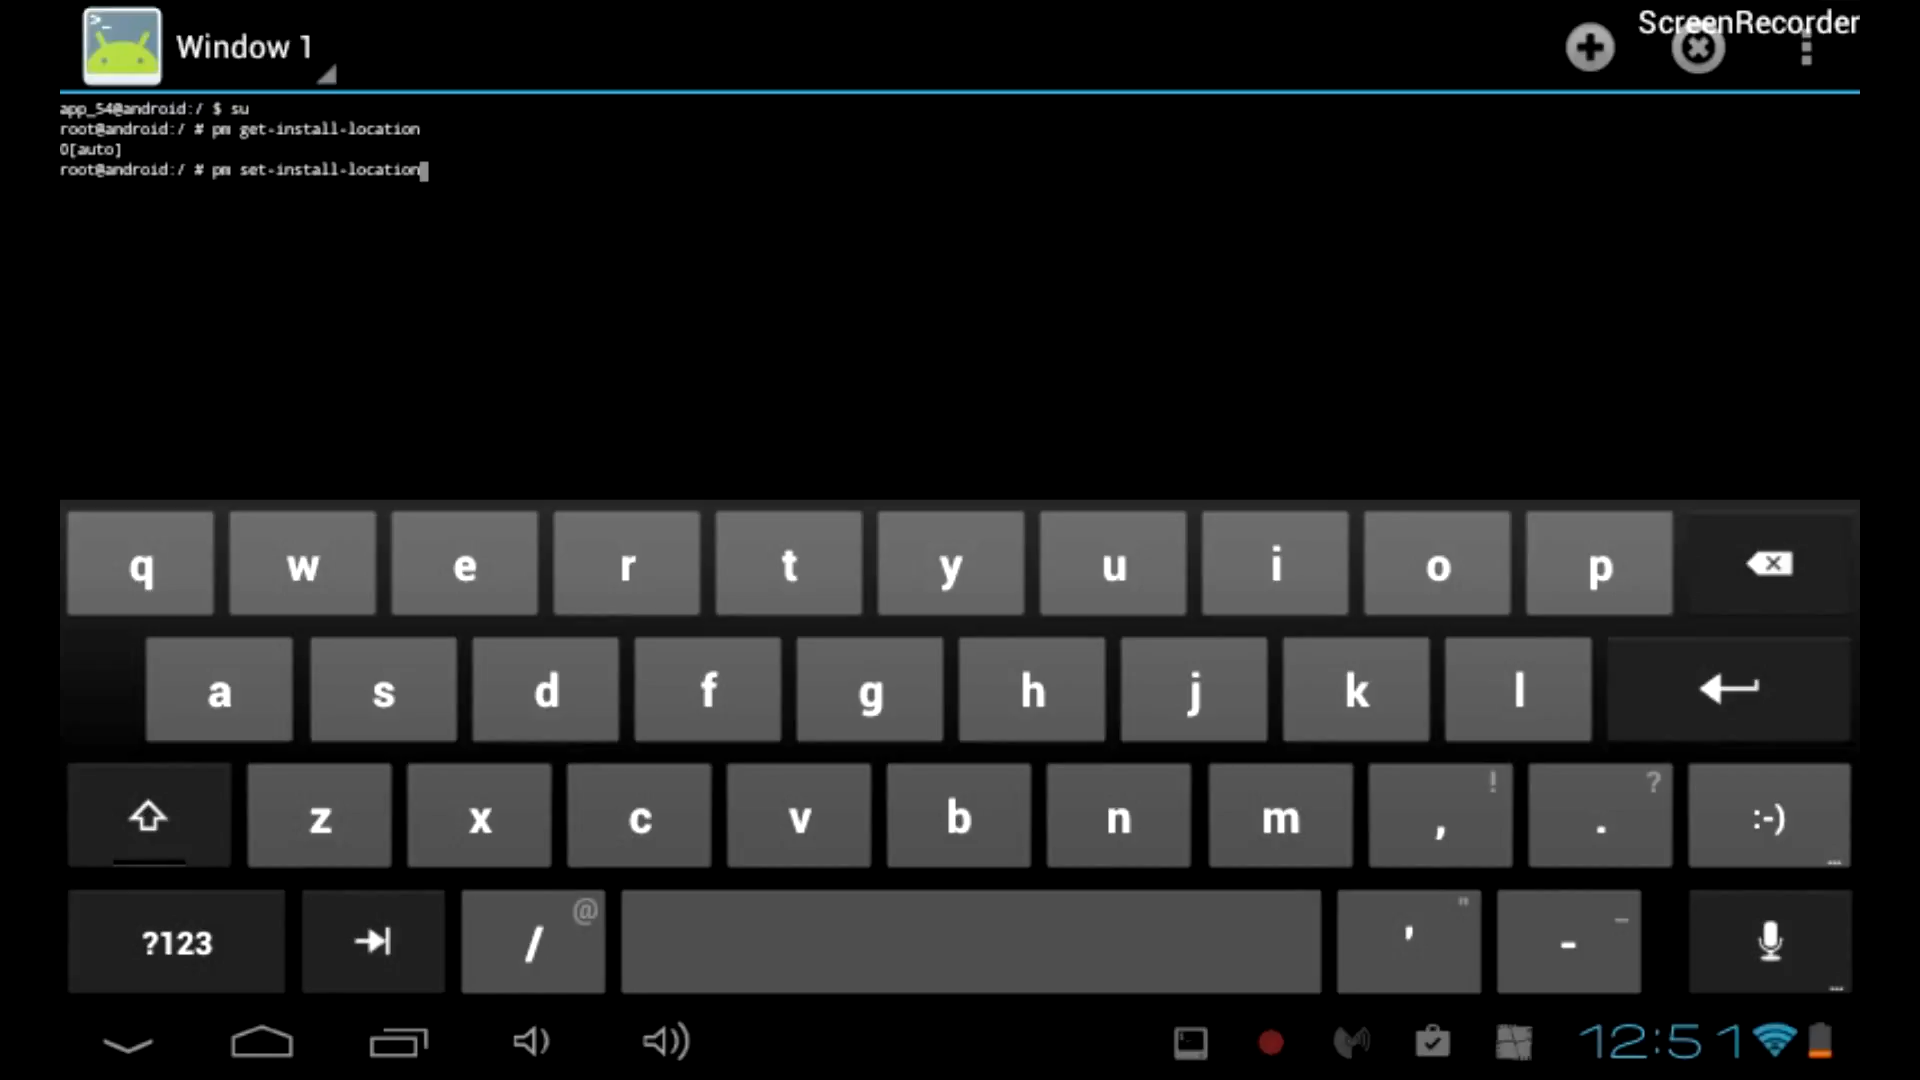 ScreenRecorder
>_
Window 1
app_54@android:/ $ su
root@android:/ # pm get-install-location
0[auto]
root@android:/ # pm set-install-location
q w e r t y u i o p
a s d f g h j k l
z x c v b n m , ! . ? :-) ...
?123 / @ ' " - _ ...
12:51